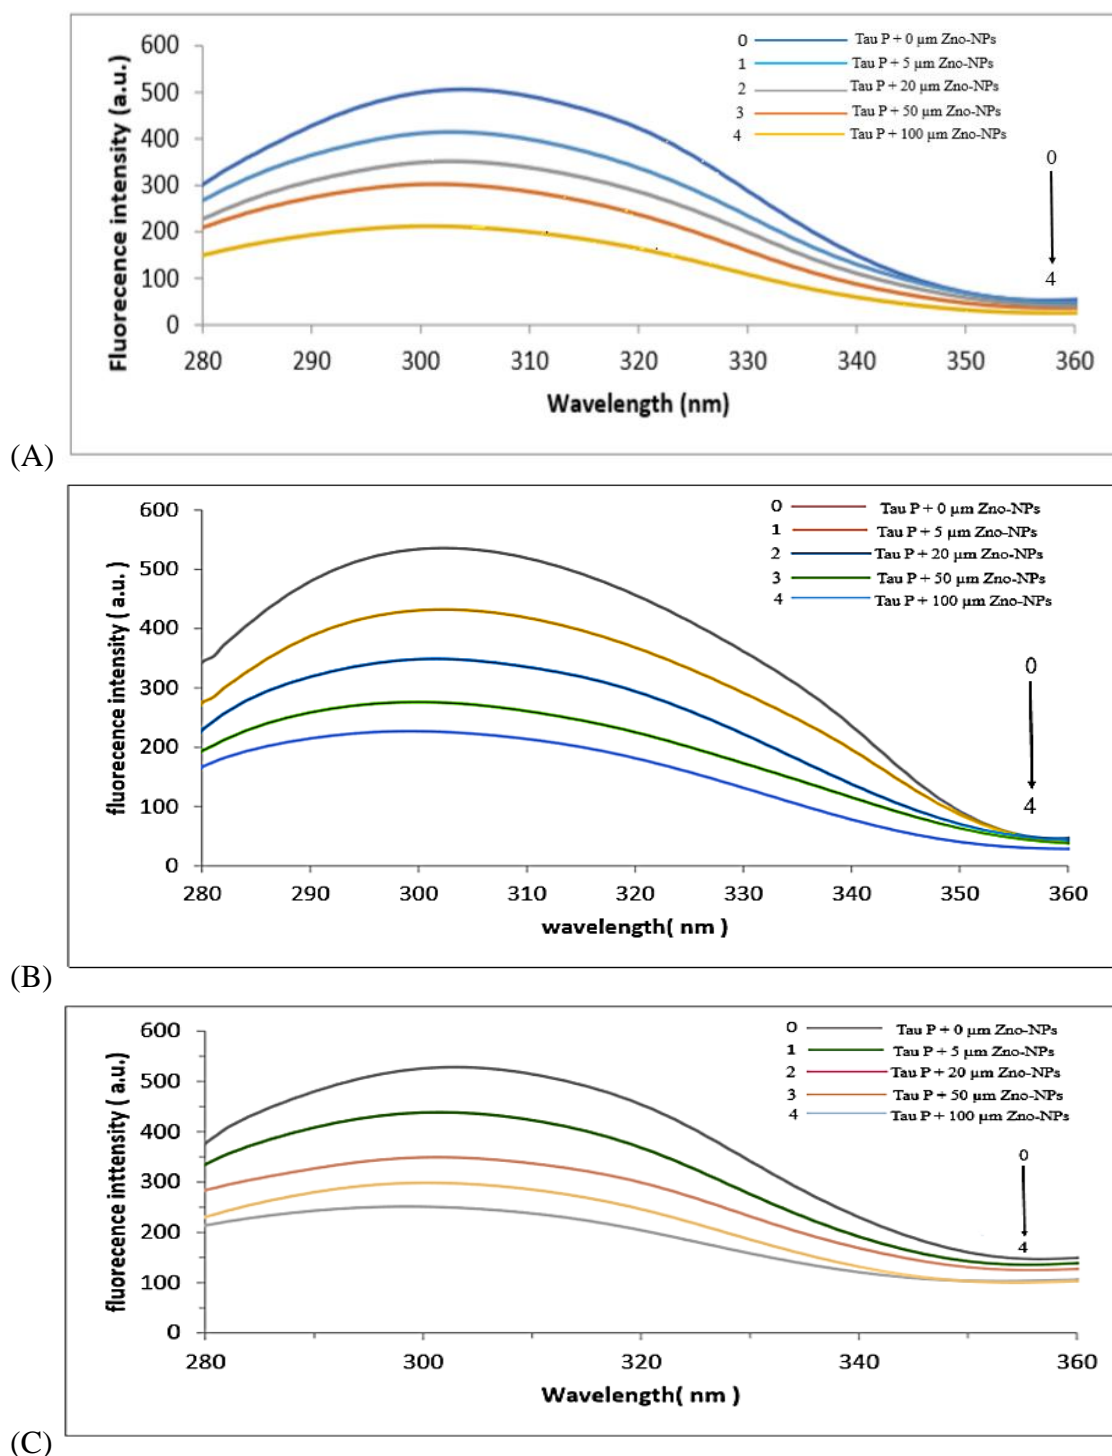 600
500
400
300
200
100
0
280 290 300 310 320 330 340 350 360
Fluorecence intensity (a.u.)
Wavelength (nm)
0 Tau P + 0 µm Zno-NPs
1 Tau P + 5 µm Zno-NPs
2 Tau P + 20 µm Zno-NPs
3 Tau P + 50 µm Zno-NPs
4 Tau P + 100 µm Zno-NPs
0
4
(A)
600
500
400
300
200
100
0
280 290 300 310 320 330 340 350 360
fluorecence intensity ( a.u. )
wavelength( nm )
0 Tau P + 0 µm Zno-NPs
1 Tau P + 5 µm Zno-NPs
2 Tau P + 20 µm Zno-NPs
3 Tau P + 50 µm Zno-NPs
4 Tau P + 100 µm Zno-NPs
0
4
(B)
600
500
400
300
200
100
0
280 300 320 340 360
fluorecence inttensity ( a.u.)
Wavelength( nm )
0 Tau P + 0 µm Zno-NPs
1 Tau P + 5 µm Zno-NPs
2 Tau P + 20 µm Zno-NPs
3 Tau P + 50 µm Zno-NPs
4 Tau P + 100 µm Zno-NPs
0
4
(C)